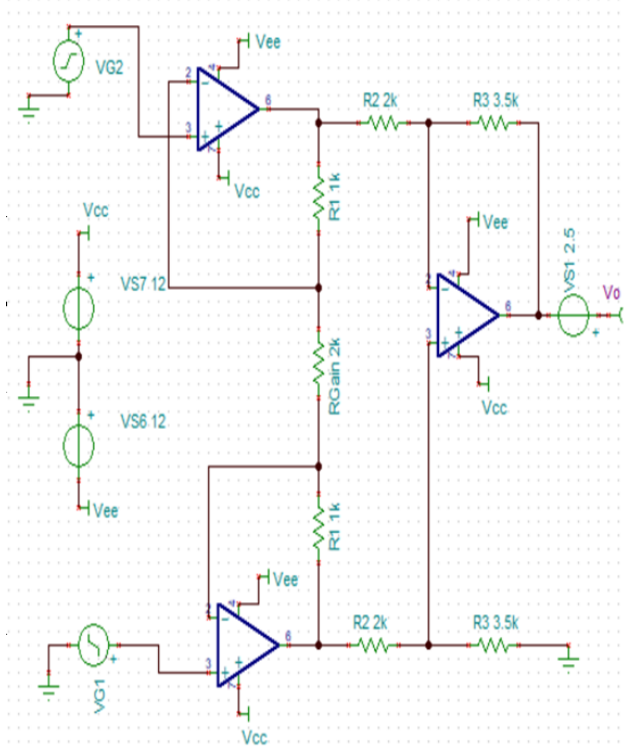 VG2
Vee
2
4
6
3
7
Vcc
R2 2k
R3 3.5k
R1 1k
Vcc
VS7 12
Vee
VS1 2.5
Vo
2
4
6
3
7
Vcc
RGain 2k
VS6 12
Vee
R1 1k
Vee
2
4
6
3
7
R2 2k
R3 3.5k
VG1
Vcc